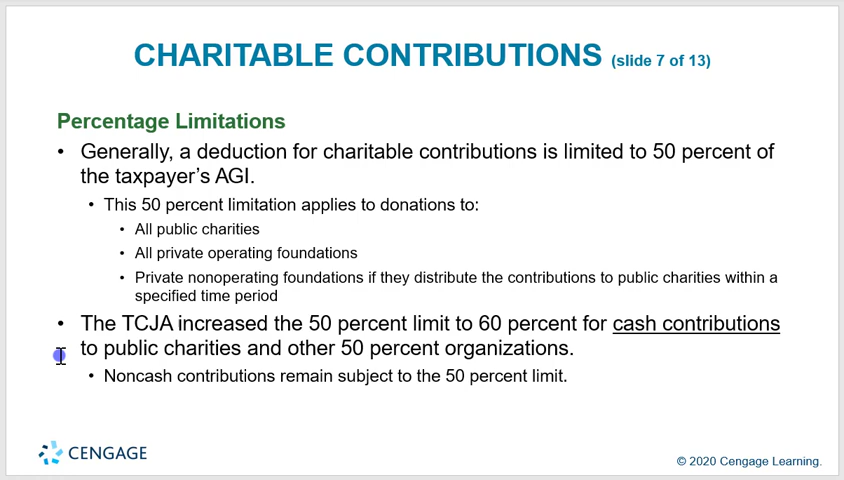 CHARITABLE CONTRIBUTIONS (slide 7 of 13)
Percentage Limitations
• Generally, a deduction for charitable contributions is limited to 50 percent of
the taxpayer’s AGI.
• This 50 percent limitation applies to donations to:
• All public charities
• All private operating foundations
• Private nonoperating foundations if they distribute the contributions to public charities within a
specified time period
• The TCJA increased the 50 percent limit to 60 percent for cash contributions
to public charities and other 50 percent organizations.
• Noncash contributions remain subject to the 50 percent limit.
CENGAGE
© 2020 Cengage Learning.